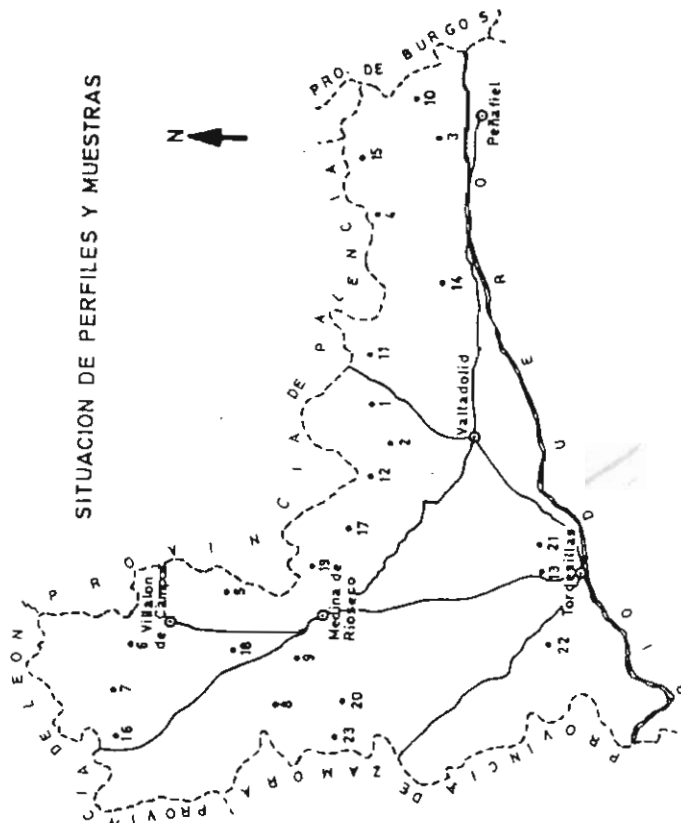 SITUACION DE PERFILES Y MUESTRAS
N
PROVINCIA DE LEON
PROVINCIA DE PALENCIA
PRO. DE BURGOS
PROVINCIA DE ZAMORA
RIO DUERO
Villalon
de Campos
Medina de
Rioseco
Valladolid
Tordesillas
Peñafiel
16
7
6
5
18
9
8
20
23
19
17
12
2
1
11
4
15
10
3
14
13
21
22